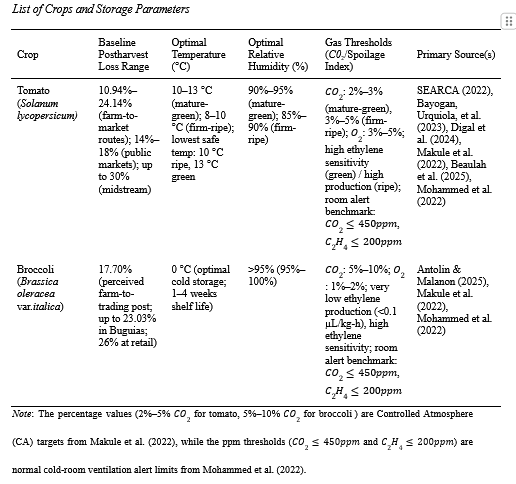 List of Crops and Storage Parameters
Crop
Baseline
Postharvest
Loss Range
Optimal
Temperature
(°C)
Optimal
Relative
Humidity (%)
Gas Thresholds
(CO₂/Spoilage
Index)
Primary Source(s)
Tomato
(Solanum
lycopersicum)
10.94%–
24.14%
(farm-to-
market
routes); 14%–
18% (public
markets); up
to 30%
(midstream)
10–13 °C
(mature-
green); 8–10
°C (firm-ripe);
lowest safe
temp: 10 °C
ripe, 13 °C
green
90%–95%
(mature-
green); 85%–
90% (firm-
ripe)
CO₂: 2%–3%
(mature-green),
3%–5% (firm-
ripe); O₂: 3%–5%;
high ethylene
sensitivity
(green) / high
production (ripe);
room alert
benchmark:
CO₂ ≤ 450ppm,
C₂H₄ ≤ 200ppm
SEARCA (2022),
Bayogan,
Urquiola, et al.
(2023), Digal et
al. (2024),
Makule et al.
(2022), Beaulah
et al. (2025),
Mohammed et al.
(2022)
Broccoli
(Brassica
oleracea
var.italica)
17.70%
(perceived
farm-to-
trading post;
up to 23.03%
in Buguias;
26% at retail)
0 °C (optimal
cold storage;
1–4 weeks
shelf life)
>95% (95%–
100%)
CO₂: 5%–10%; O₂
: 1%–2%; very
low ethylene
production (<0.1
μL/kg-h), high
ethylene
sensitivity; room
alert benchmark:
CO₂ ≤ 450ppm,
C₂H₄ ≤ 200ppm
Antolin &
Malanon (2025),
Makule et al.
(2022),
Mohammed et al.
(2022)
Note: The percentage values (2%–5% CO₂ for tomato, 5%–10% CO₂ for broccoli ) are Controlled Atmosphere
(CA) targets from Makule et al. (2022), while the ppm thresholds (CO₂ ≤ 450ppm and C₂H₄ ≤ 200ppm) are
normal cold-room ventilation alert limits from Mohammed et al. (2022).